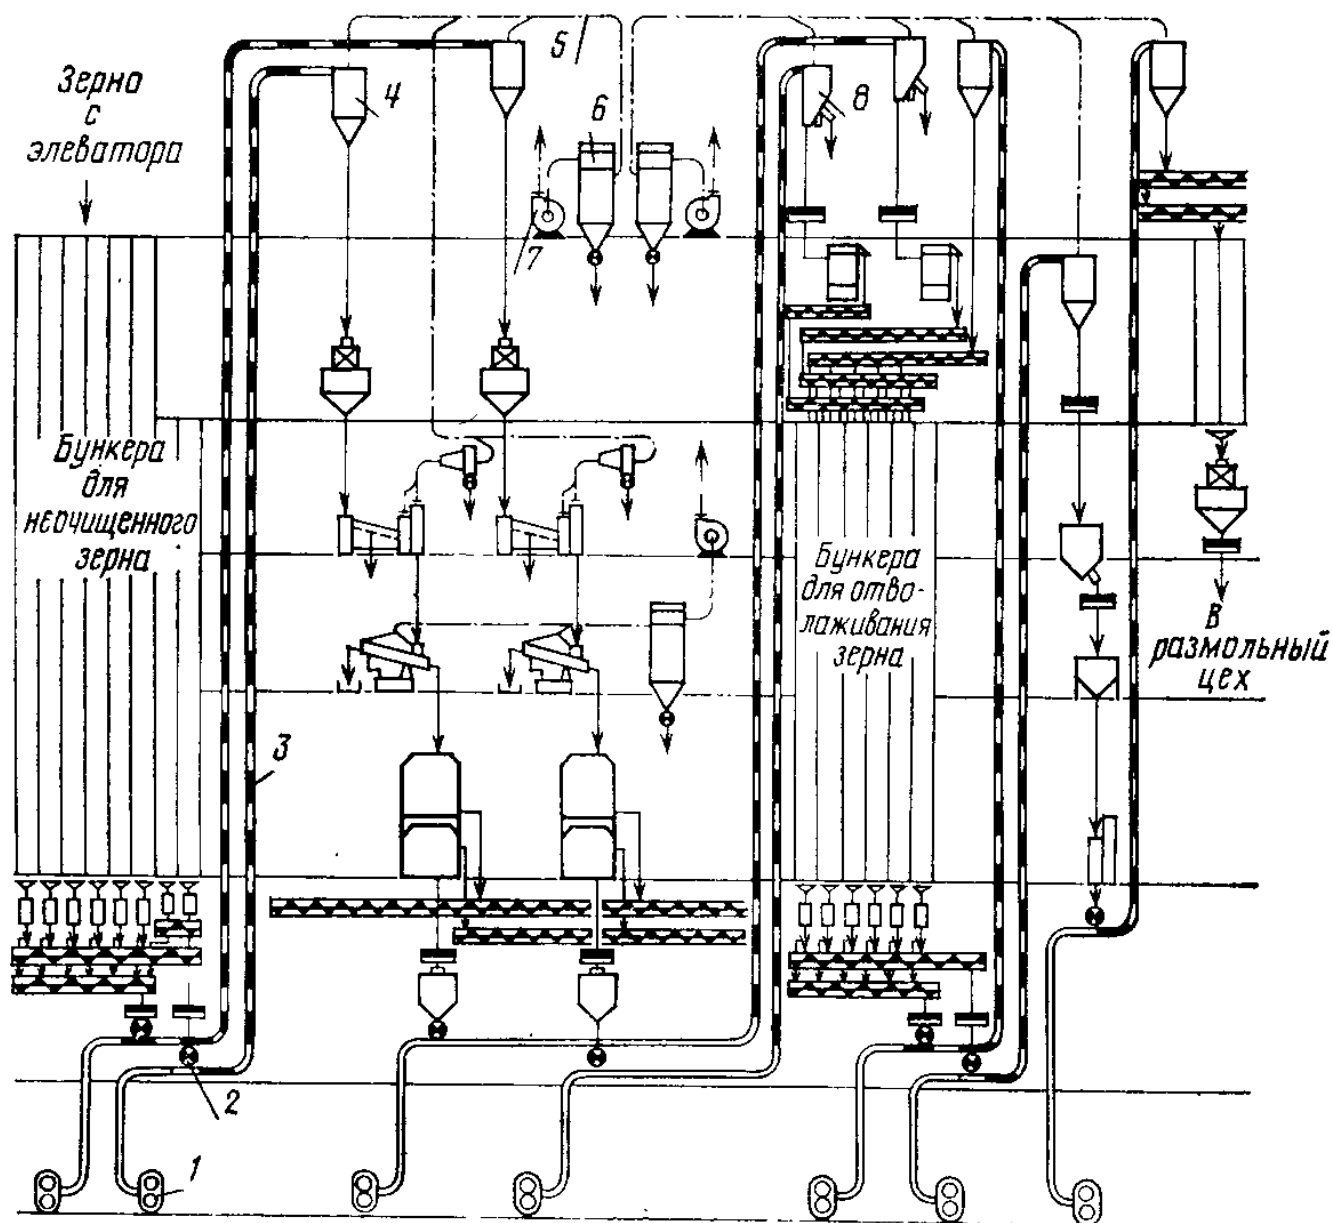 5
Зерно
с
элеватора
4
6
8
7
Бункера
для
неочищенного
зерна
Бункера
для отво-
лаживания
зерна
В
размольный
цех
3
2
1